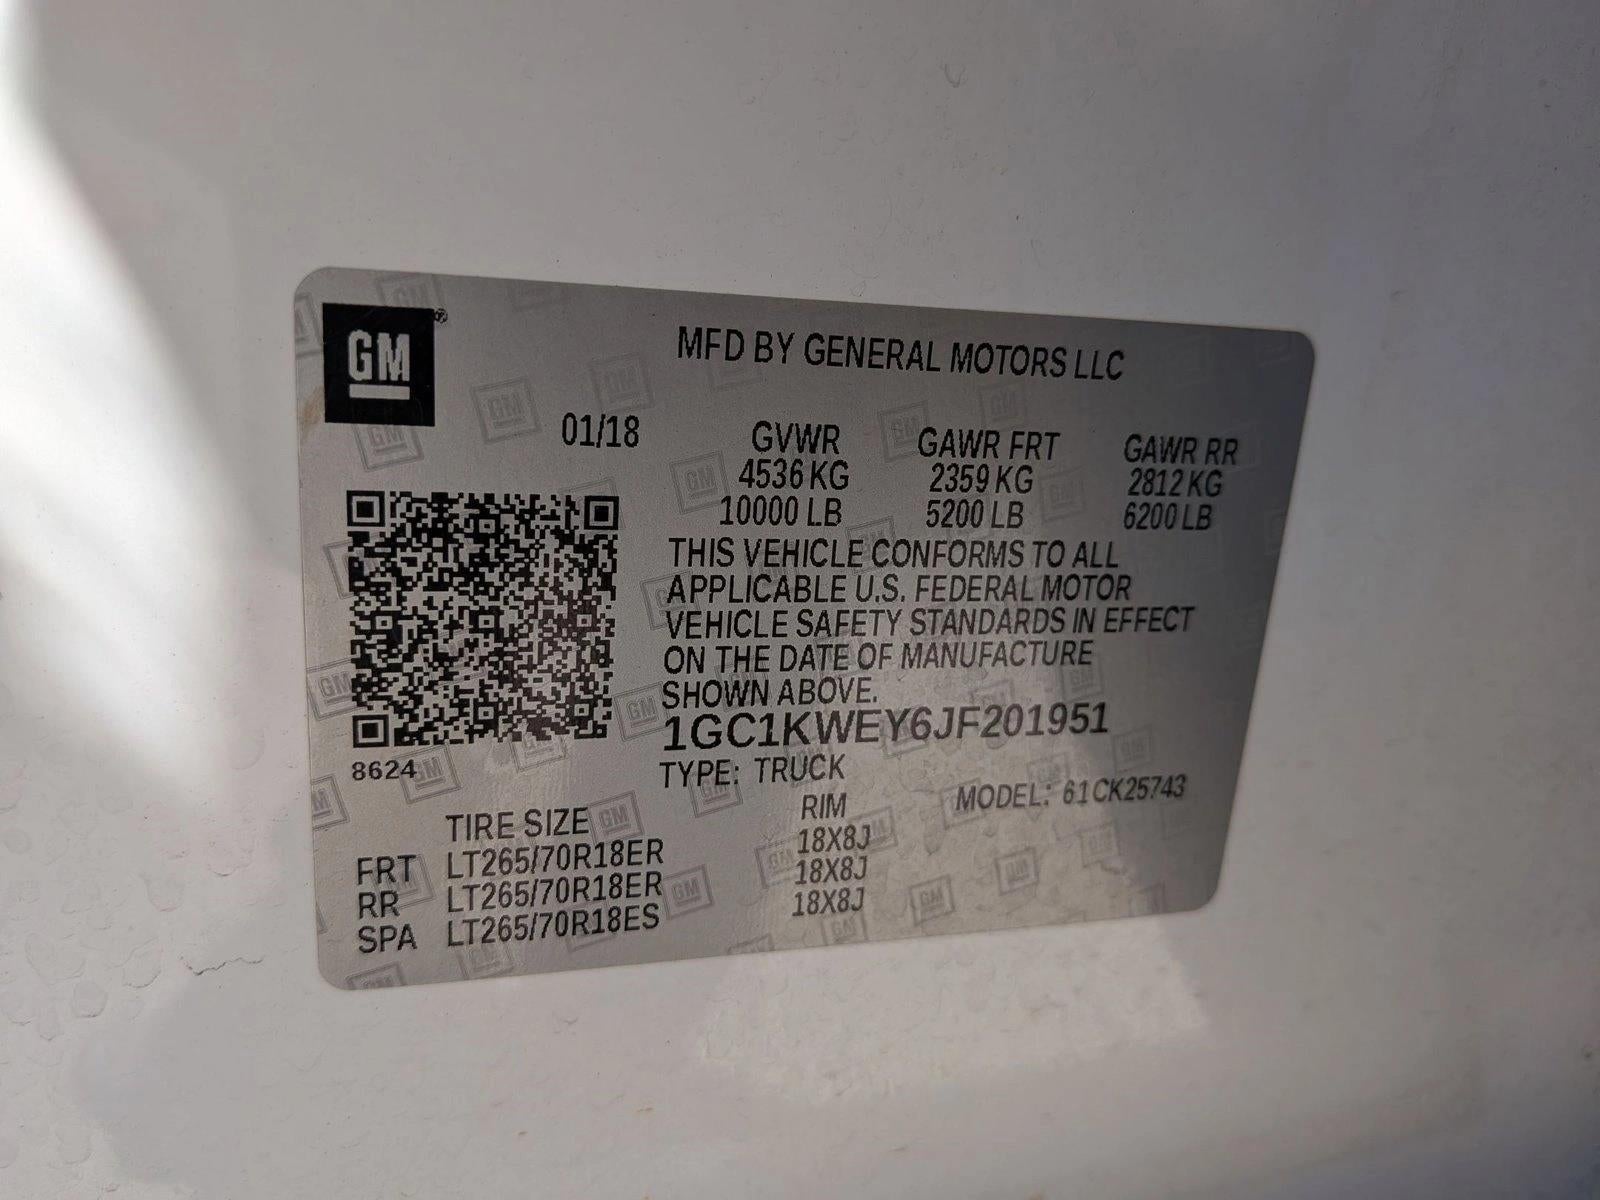 GM
MFD BY GENERAL MOTORS LLC
01/18 GVWR GAWR FRT GAWR RR
4536 KG 2359 KG 2812 KG
10000 LB 5200 LB 6200 LB
THIS VEHICLE CONFORMS TO ALL
APPLICABLE U.S. FEDERAL MOTOR
VEHICLE SAFETY STANDARDS IN EFFECT
ON THE DATE OF MANUFACTURE
SHOWN ABOVE.
1GC1KWEY6JF201951
8624
TYPE: TRUCK
MODEL: 61CK25743
TIRE SIZE RIM
FRT LT265/70R18ER 18X8J
RR LT265/70R18ER 18X8J
SPA LT265/70R18ES 18X8J